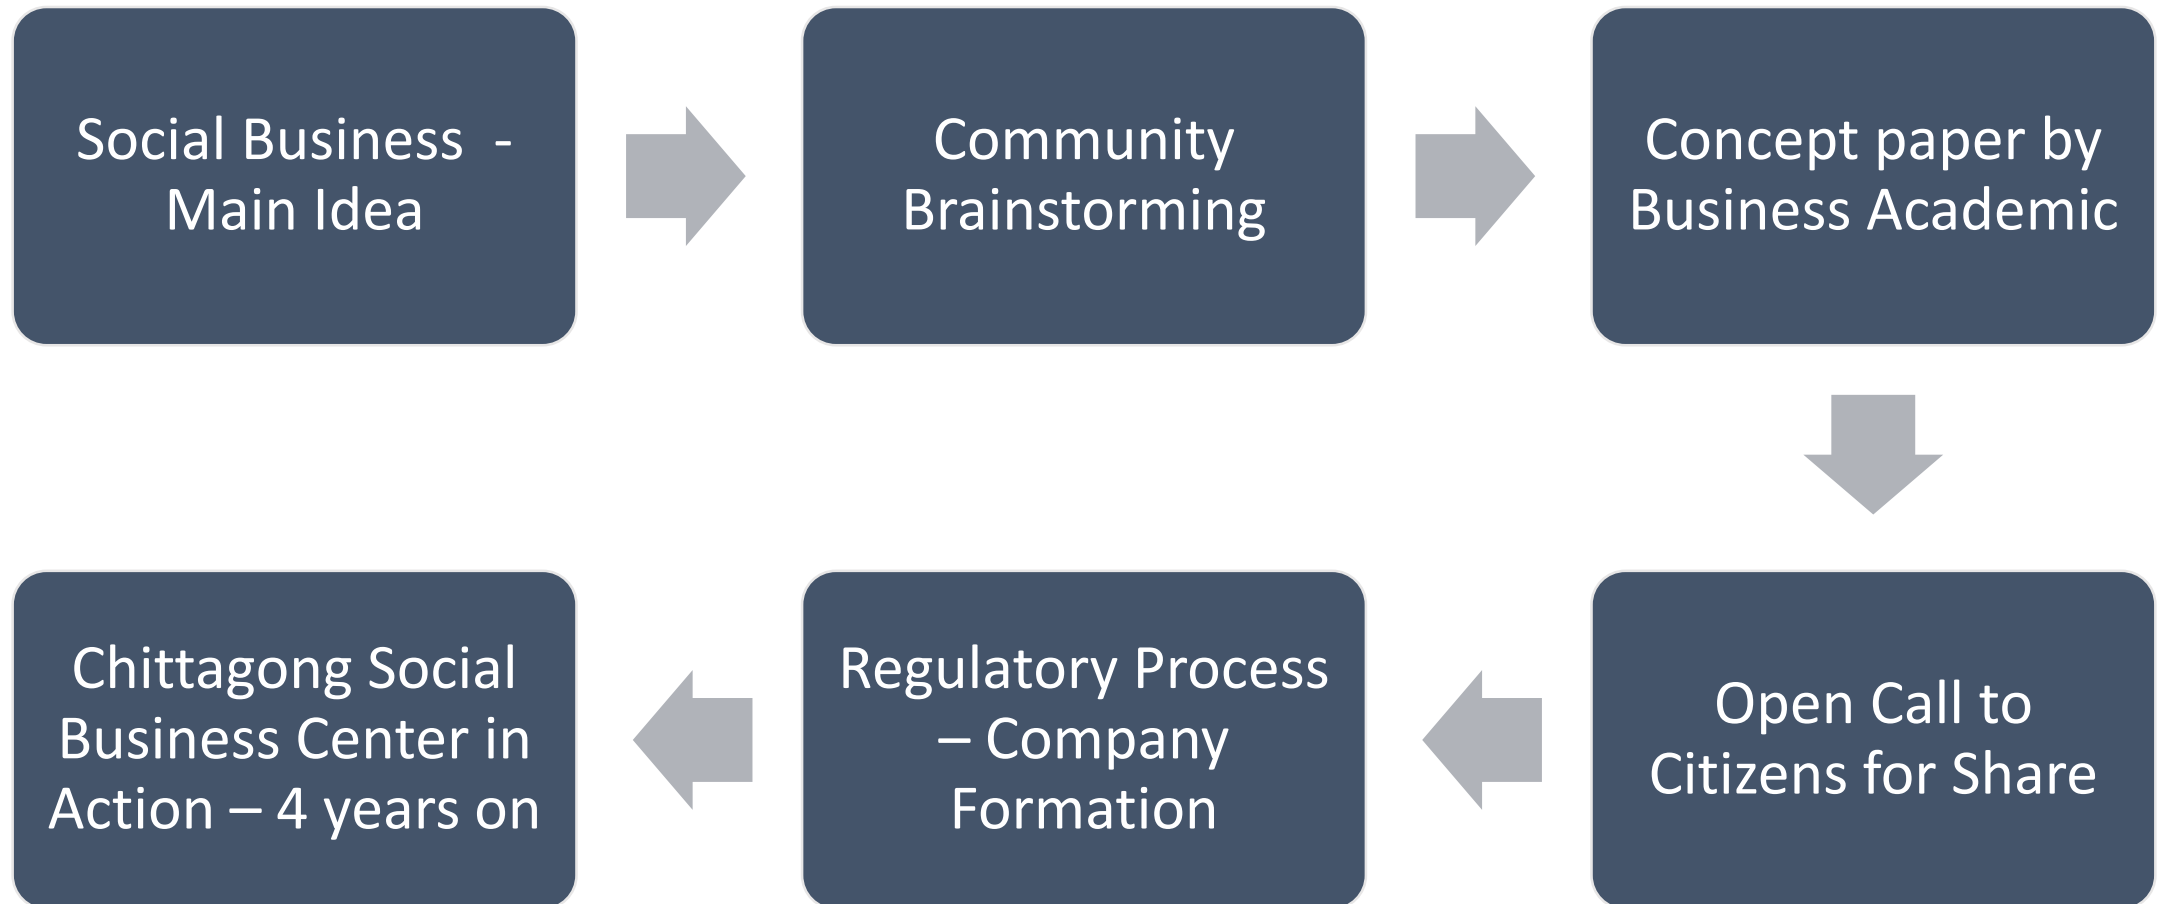 Social Business  -
Main Idea
Community
Brainstorming
Concept paper by
Business Academic
Open Call to
Citizens for Share
Regulatory Process
– Company
Formation
Chittagong Social
Business Center in
Action – 4 years on